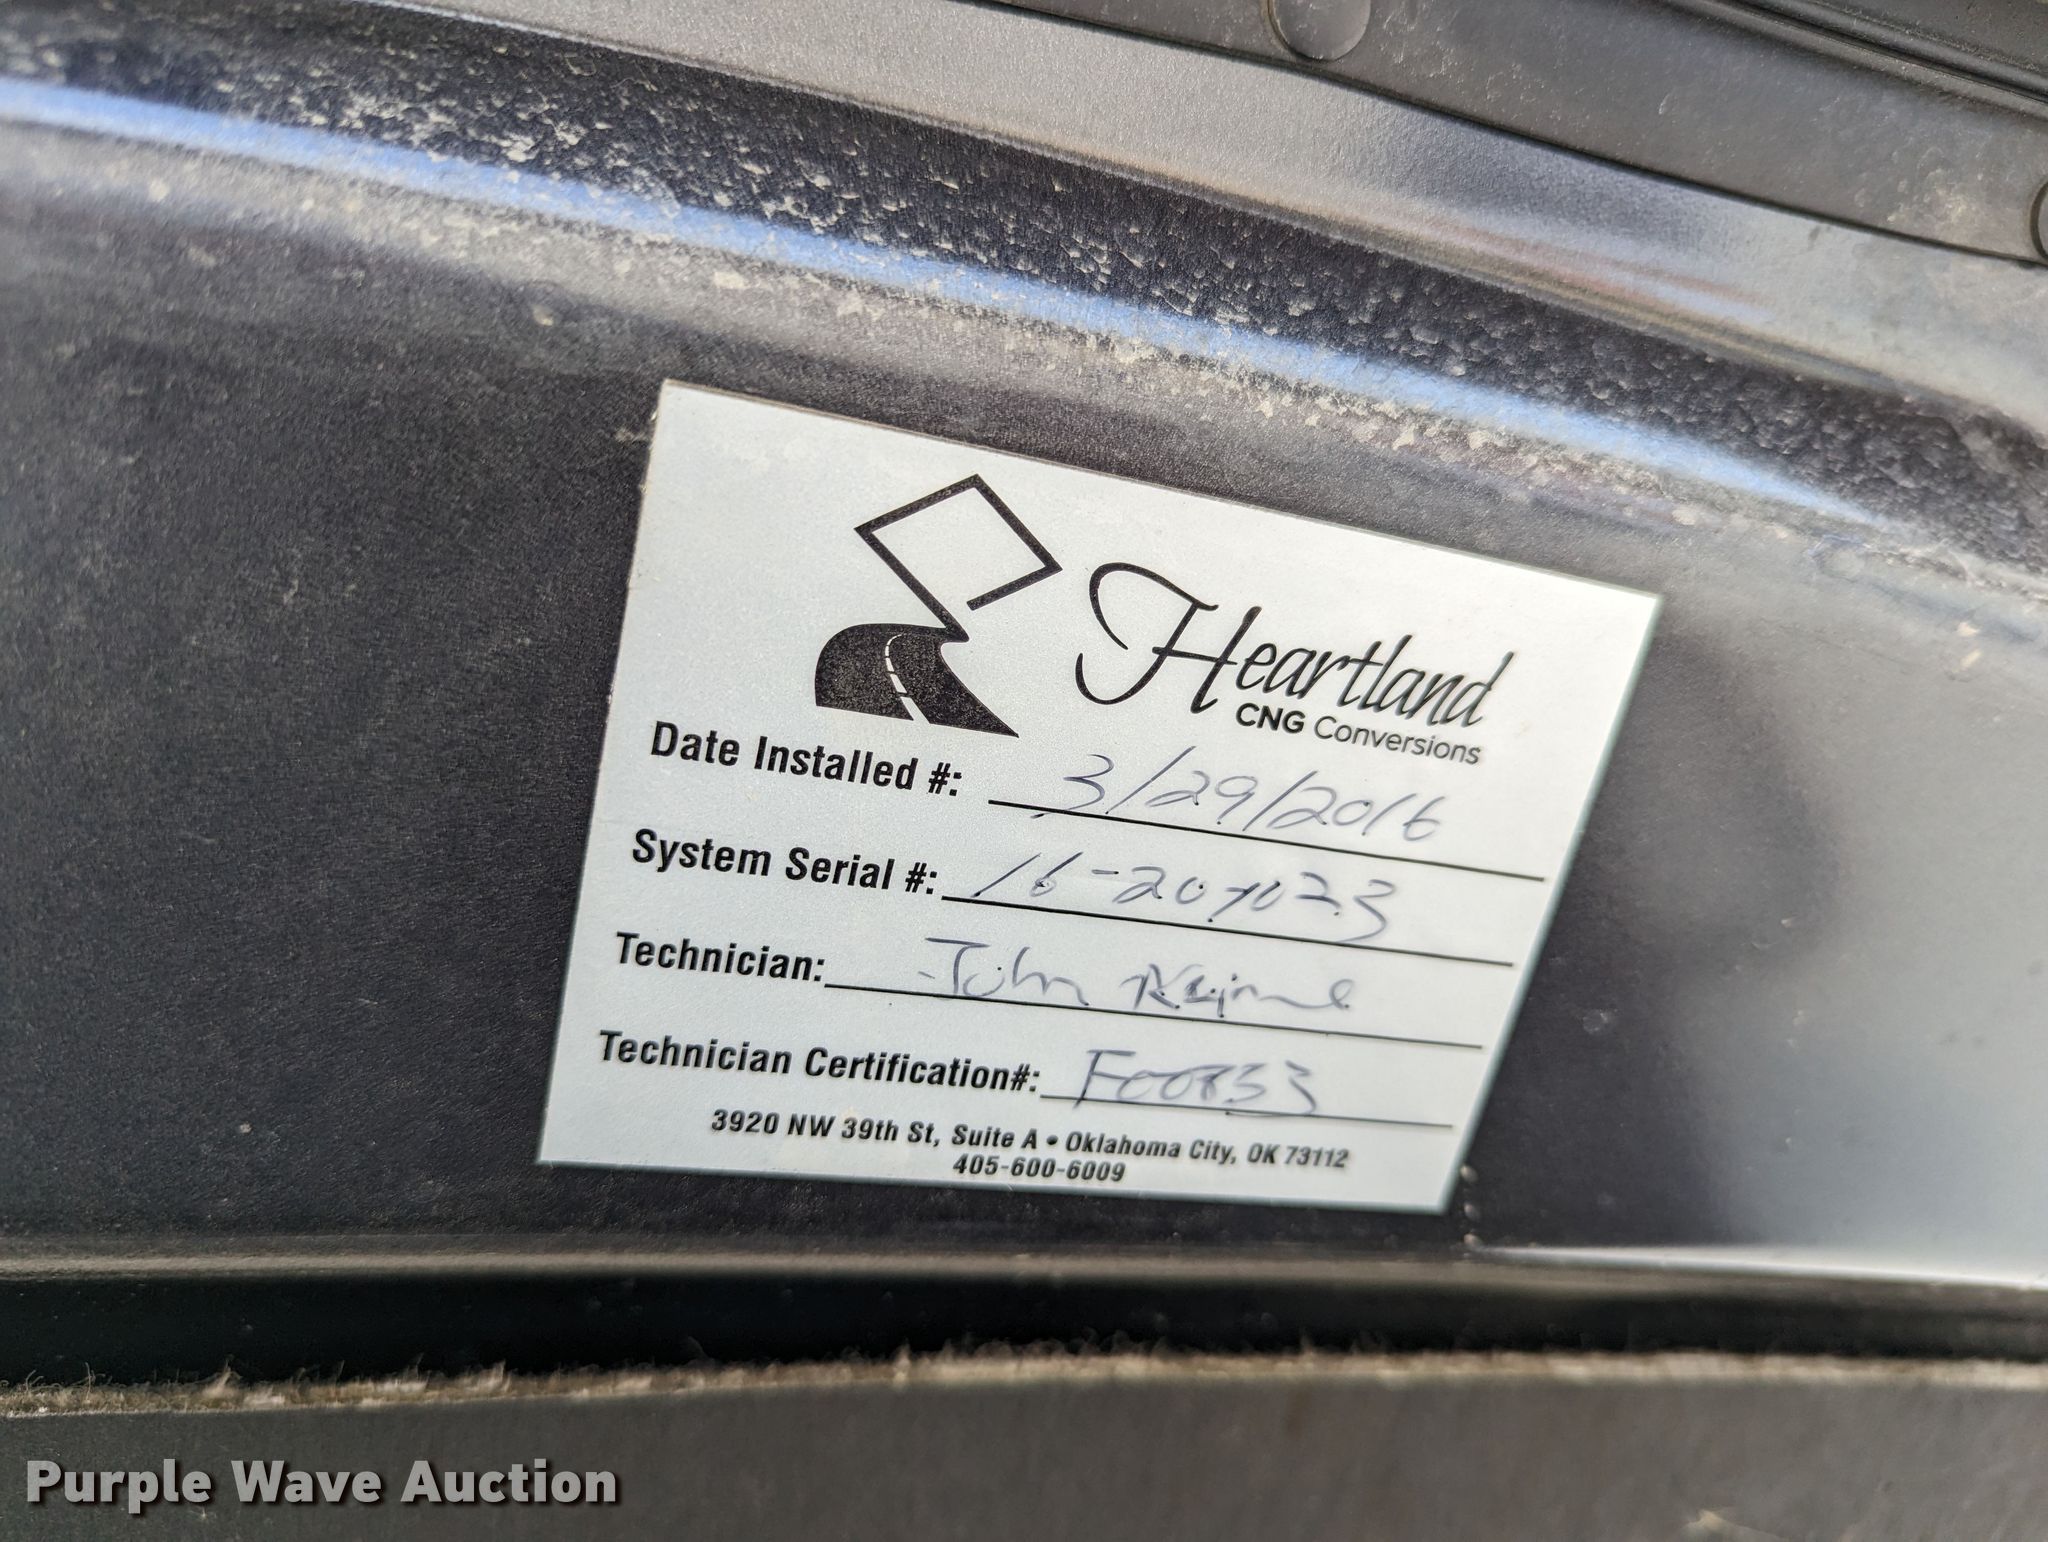 Heartland
CNG Conversions
Date Installed #: 3/29/2016
System Serial #: 16-207023
Technician: John
Technician Certification#: F00833
3920 NW 39th St, Suite A • Oklahoma City, OK 73112
405-600-6009
Purple Wave Auction